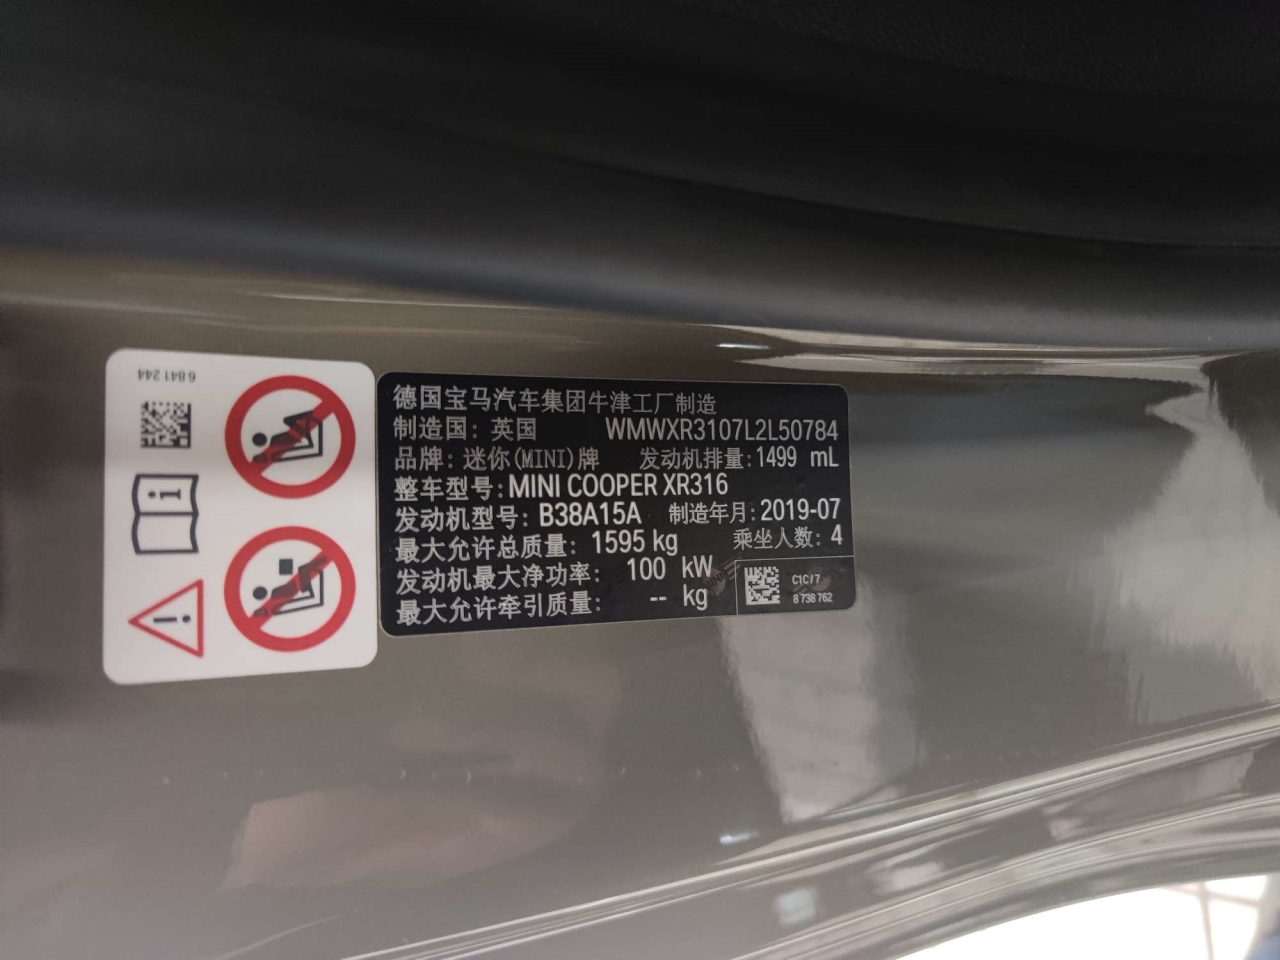 6 841 244
德国宝马汽车集团牛津工厂制造
制造国: 英国 WMWXR3107L2L50784
品牌: 迷你(MINI)牌 发动机排量: 1499 mL
整车型号: MINI COOPER XR316
发动机型号: B38A15A 制造年月: 2019-07
最大允许总质量: 1595 kg 乘坐人数: 4
发动机最大净功率: 100 kW
最大允许牵引质量: -- kg
C1C/7
8 738 762